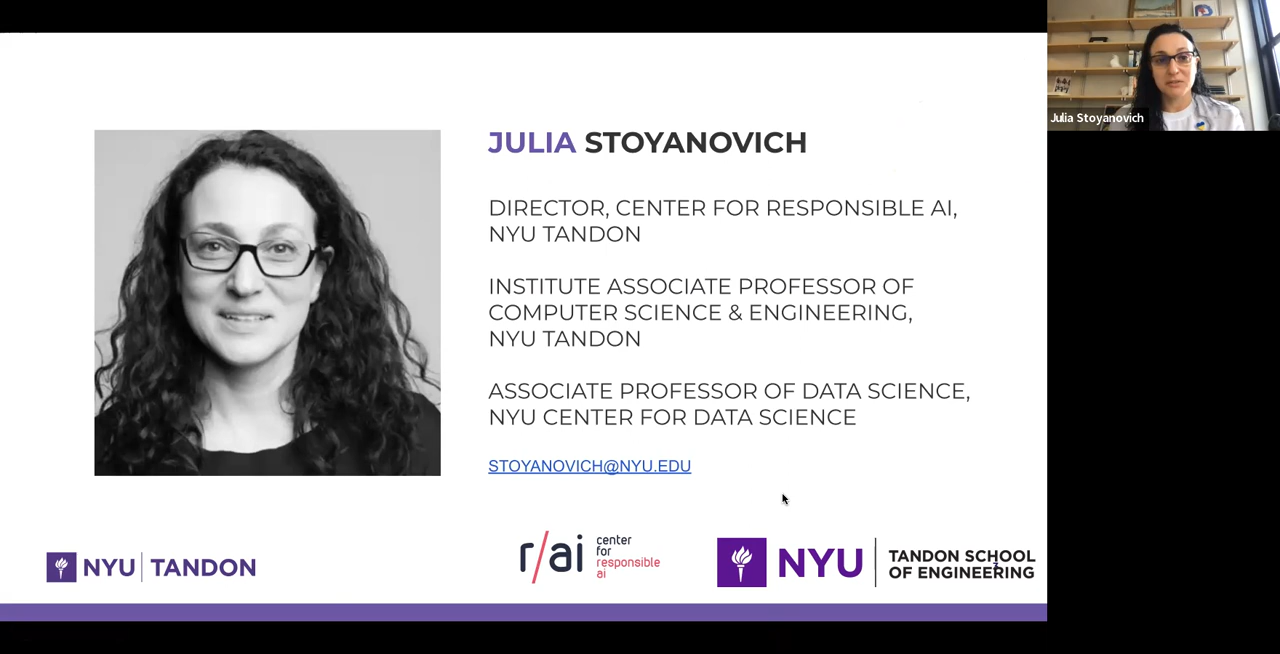 JULIA STOYANOVICH
DIRECTOR, CENTER FOR RESPONSIBLE AI,
NYU TANDON
INSTITUTE ASSOCIATE PROFESSOR OF
COMPUTER SCIENCE & ENGINEERING,
NYU TANDON
ASSOCIATE PROFESSOR OF DATA SCIENCE,
NYU CENTER FOR DATA SCIENCE
STOYANOVICH@NYU.EDU
NYU TANDON
r/ai
center
for
responsible
ai
NYU
TANDON SCHOOL
OF ENGINEERING
Julia Stoyanovich